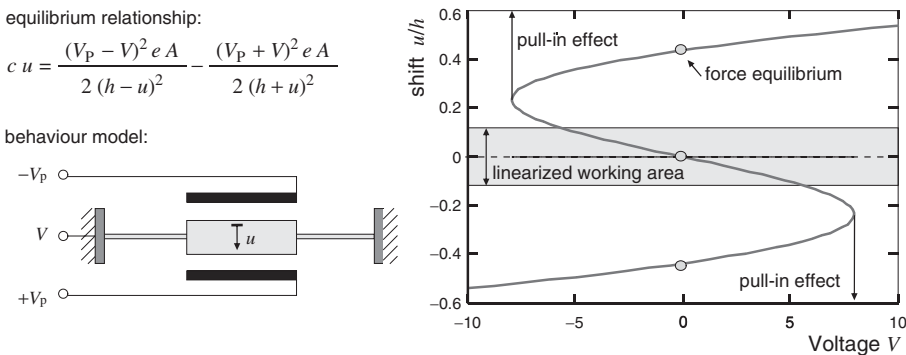 equilibrium relationship:
c u = (V_P − V)² e A / 2 (h − u)² − (V_P + V)² e A / 2 (h + u)²
behaviour model:
−V_P
V
u
+V_P
shift u/h
0.6
0.4
0.2
0
−0.2
−0.4
−0.6
pull-in effect
force equilibrium
linearized working area
pull-in effect
−10
−5
0
5
10
Voltage V